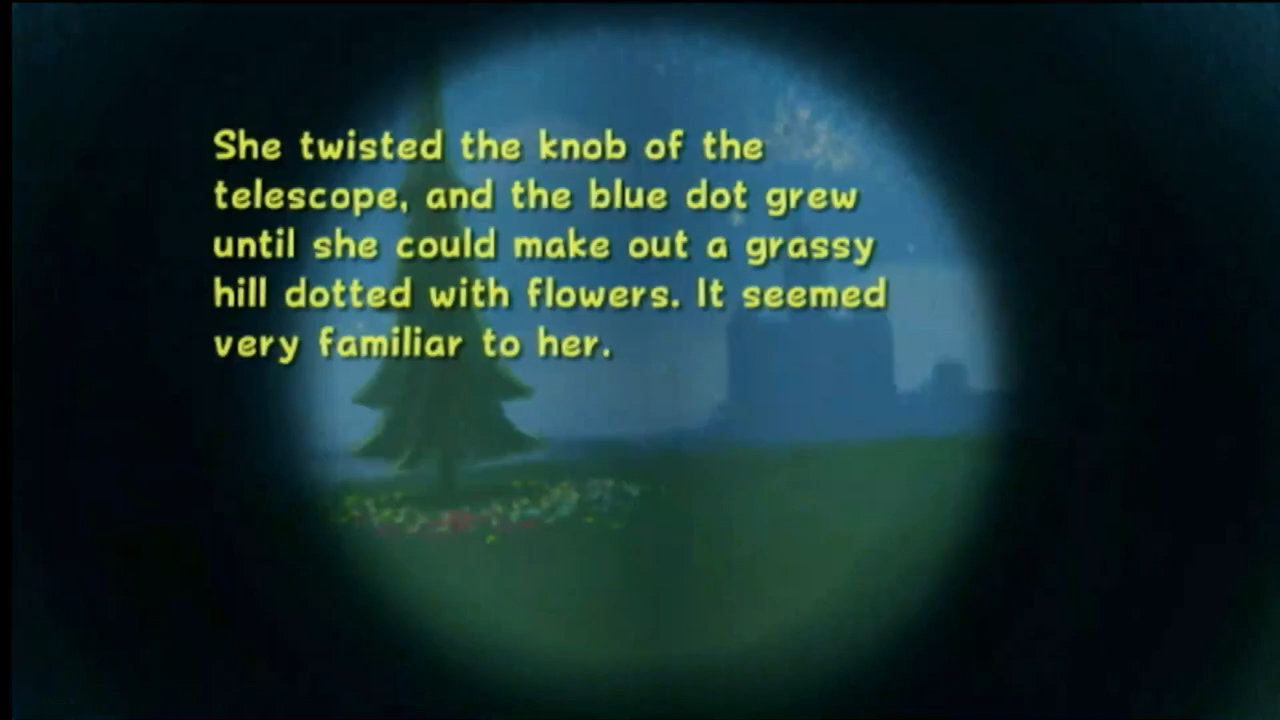 She twisted the knob of the
telescope, and the blue dot grew
until she could make out a grassy
hill dotted with flowers. It seemed
very familiar to her.